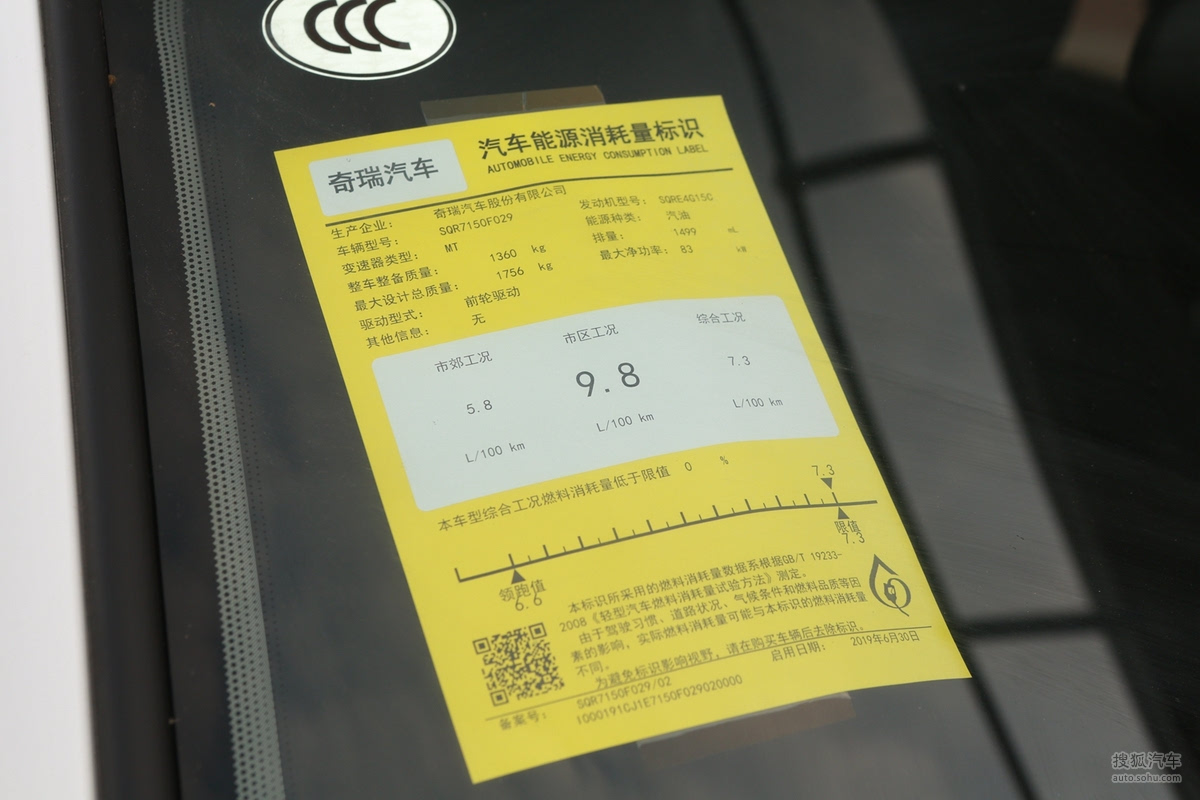 CCC
奇瑞汽车
汽车能源消耗量标识
AUTOMOBILE ENERGY CONSUMPTION LABEL
生产企业: 奇瑞汽车股份有限公司
车辆型号: SQR7150F029
变速器类型: MT
整车整备质量: 1360 kg
最大设计总质量: 1756 kg
驱动型式: 前轮驱动
其他信息: 无
发动机型号: SQRE4G15C
能源种类: 汽油
排量: 1499 mL
最大净功率: 83 kW
市郊工况 市区工况 综合工况
5.8 9.8 7.3
L/100 km L/100 km L/100 km
本车型综合工况燃料消耗量低于限值 0 %
7.3
领跑值
6.6
限值
7.3
本标识所采用的燃料消耗量数据系根据GB/T 19233-
2008《轻型汽车燃料消耗量试验方法》测定。
由于驾驶习惯、道路状况、气候条件和燃料品质等因
素的影响，实际燃料消耗量可能与本标识的燃料消耗量
不同。
为避免标识影响视野，请在购买车辆后去除标识。
启用日期: 2019年6月30日
备案号: SQR7150F029/02
I000191CJ1E7150F029020000
搜狐汽车
auto.sohu.com